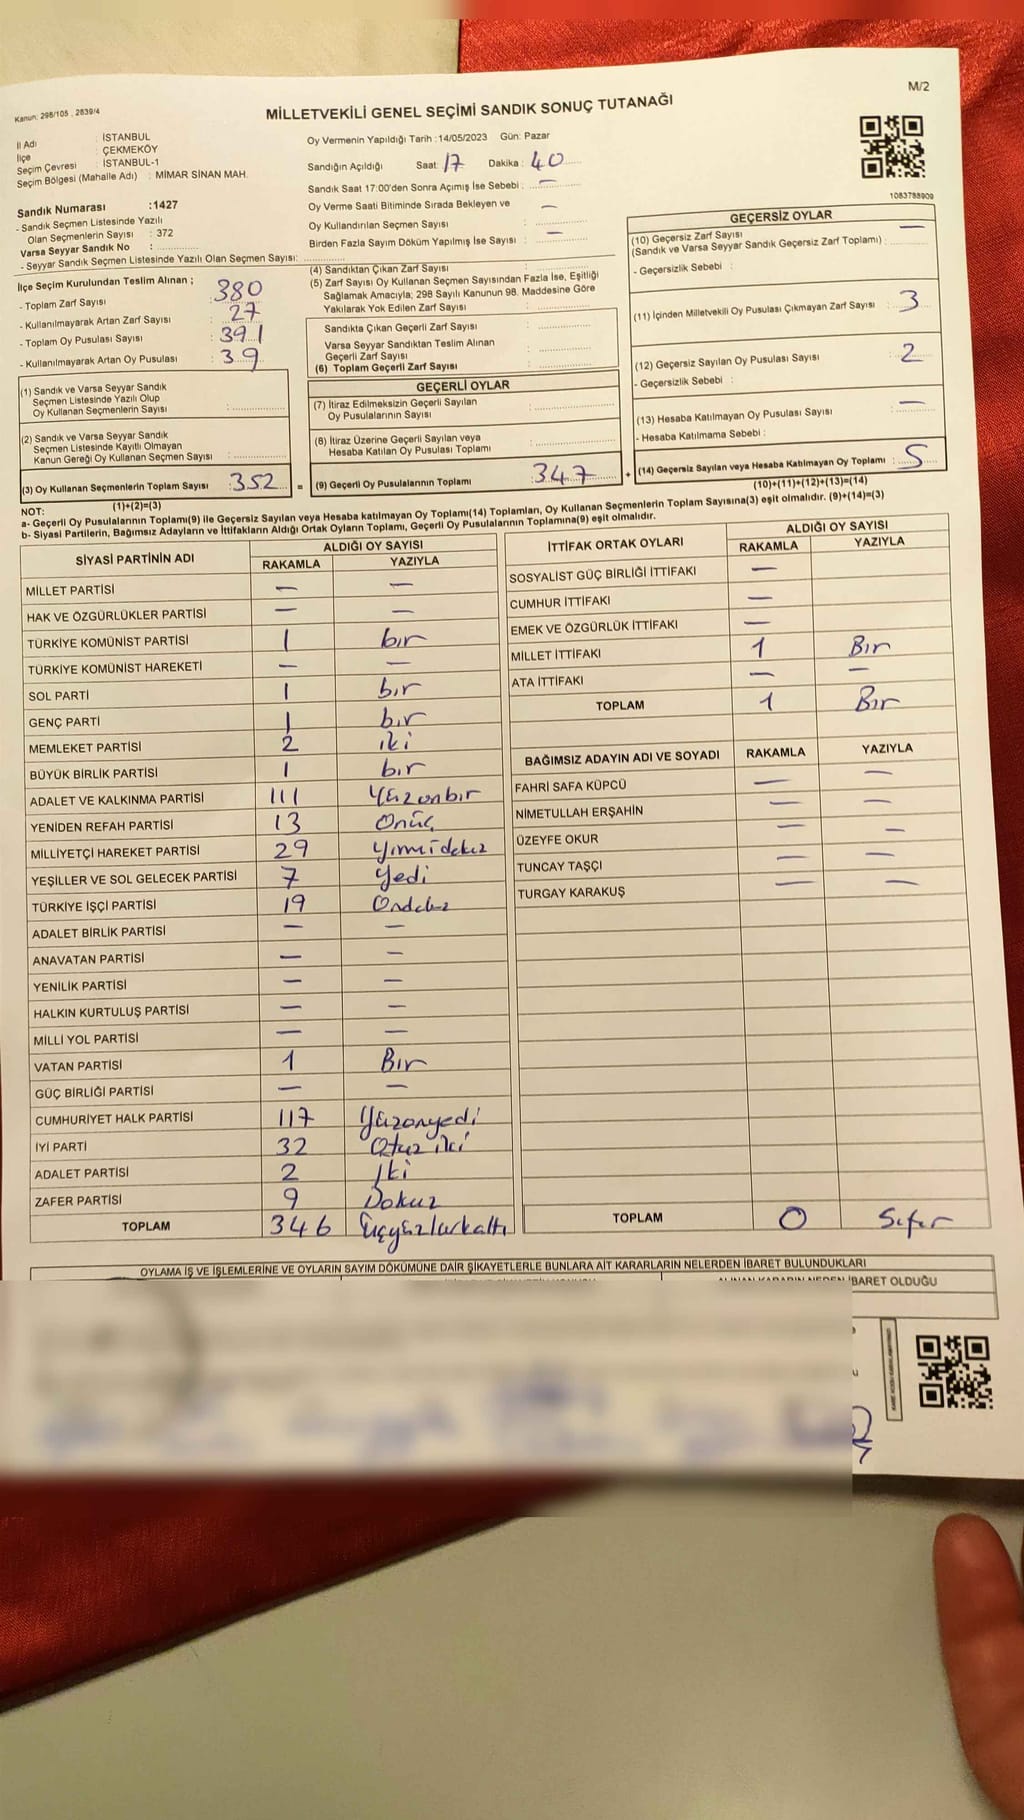 M/2
Kanun: 298/105 , 2839/4
MİLLETVEKİLİ GENEL SEÇİMİ SANDIK SONUÇ TUTANAĞI
İl Adı : İSTANBUL
İlçe : ÇEKMEKÖY
Seçim Çevresi : İSTANBUL-1
Seçim Bölgesi (Mahalle Adı) : MİMAR SİNAN MAH.
Oy Vermenin Yapıldığı Tarih :14/05/2023 Gün: Pazar
Sandığın Açıldığı Saat: 17 Dakika : 40
Sandık Saat 17:00'den Sonra Açımış İse Sebebi : —
Oy Verme Saati Bitiminde Sırada Bekleyen ve
Oy Kullandırılan Seçmen Sayısı —
Birden Fazla Sayım Döküm Yapılmış İse Sayısı : —
1083788909
Sandık Numarası :1427
- Sandık Seçmen Listesinde Yazılı
Olan Seçmenlerin Sayısı : 372
Varsa Seyyar Sandık No :
- Seyyar Sandık Seçmen Listesinde Yazılı Olan Seçmen Sayısı:
İlçe Seçim Kurulundan Teslim Alınan ;
- Toplam Zarf Sayısı : 380
- Kullanılmayarak Artan Zarf Sayısı : 27
- Toplam Oy Pusulası Sayısı : 391
- Kullanılmayarak Artan Oy Pusulası : 39
(1) Sandık ve Varsa Seyyar Sandık
Seçmen Listesinde Yazılı Olup
Oy Kullanan Seçmenlerin Sayısı :
(2) Sandık ve Varsa Seyyar Sandık
Seçmen Listesinde Kayıtlı Olmayan
Kanun Gereği Oy Kullanan Seçmen Sayısı :
(3) Oy Kullanan Seçmenlerin Toplam Sayısı : 352
(1)+(2)=(3)
(4) Sandıktan Çıkan Zarf Sayısı :
(5) Zarf Sayısı Oy Kullanan Seçmen Sayısından Fazla İse, Eşitliği
Sağlamak Amacıyla; 298 Sayılı Kanunun 98. Maddesine Göre
Yakılarak Yok Edilen Zarf Sayısı :
Sandıkta Çıkan Geçerli Zarf Sayısı :
Varsa Seyyar Sandıktan Teslim Alınan
Geçerli Zarf Sayısı :
(6) Toplam Geçerli Zarf Sayısı :
GEÇERLİ OYLAR
(7) İtiraz Edilmeksizin Geçerli Sayılan
Oy Pusulalarının Sayısı :
(8) İtiraz Üzerine Geçerli Sayılan veya
Hesaba Katılan Oy Pusulası Toplamı :
= (9) Geçerli Oy Pusulalarının Toplamı : 347 +
GEÇERSİZ OYLAR
(10) Geçersiz Zarf Sayısı —
(Sandık ve Varsa Seyyar Sandık Geçersiz Zarf Toplamı) :
- Geçersizlik Sebebi :
(11) İçinden Milletvekili Oy Pusulası Çıkmayan Zarf Sayısı : 3
(12) Geçersiz Sayılan Oy Pusulası Sayısı : 2
- Geçersizlik Sebebi :
(13) Hesaba Katılmayan Oy Pusulası Sayısı : —
- Hesaba Katılmama Sebebi :
(14) Geçersiz Sayılan veya Hesaba Katılmayan Oy Toplamı : 5
(10)+(11)+(12)+(13)=(14)
NOT:
a- Geçerli Oy Pusulalarının Toplamı(9) ile Geçersiz Sayılan veya Hesaba katılmayan Oy Toplamı(14) Toplamları, Oy Kullanan Seçmenlerin Toplam Sayısına(3) eşit olmalıdır. (9)+(14)=(3)
b- Siyasi Partilerin, Bağımsız Adayların ve İttifakların Aldığı Ortak Oyların Toplamı, Geçerli Oy Pusulalarının Toplamına(9) eşit olmalıdır.
SİYASİ PARTİNİN ADI ALDIĞI OY SAYISI
RAKAMLA YAZIYLA
MİLLET PARTİSİ — —
HAK VE ÖZGÜRLÜKLER PARTİSİ — —
TÜRKİYE KOMÜNİST PARTİSİ 1 bir
TÜRKİYE KOMÜNİST HAREKETİ — —
SOL PARTİ 1 bir
GENÇ PARTİ 1 bir
MEMLEKET PARTİSİ 2 iki
BÜYÜK BİRLİK PARTİSİ 1 bir
ADALET VE KALKINMA PARTİSİ 111 Yüzonbir
YENİDEN REFAH PARTİSİ 13 Onüç
MİLLİYETÇİ HAREKET PARTİSİ 29 Yirmidokuz
YEŞİLLER VE SOL GELECEK PARTİSİ 7 Yedi
TÜRKİYE İŞÇİ PARTİSİ 19 Ondokuz
ADALET BİRLİK PARTİSİ — —
ANAVATAN PARTİSİ — —
YENİLİK PARTİSİ — —
HALKIN KURTULUŞ PARTİSİ — —
MİLLİ YOL PARTİSİ — —
VATAN PARTİSİ 1 Bir
GÜÇ BİRLİĞİ PARTİSİ — —
CUMHURİYET HALK PARTİSİ 117 Yüzonyedi
İYİ PARTİ 32 Otuz iki
ADALET PARTİSİ 2 İki
ZAFER PARTİSİ 9 Dokuz
TOPLAM 346 Üçyüzkırkaltı
İTTİFAK ORTAK OYLARI ALDIĞI OY SAYISI
RAKAMLA YAZIYLA
SOSYALİST GÜÇ BİRLİĞİ İTTİFAKI —
CUMHUR İTTİFAKI —
EMEK VE ÖZGÜRLÜK İTTİFAKI —
MİLLET İTTİFAKI 1 Bir
ATA İTTİFAKI — —
TOPLAM 1 Bir
BAĞIMSIZ ADAYIN ADI VE SOYADI RAKAMLA YAZIYLA
FAHRİ SAFA KÜPCÜ — —
NİMETULLAH ERŞAHİN — —
ÜZEYFE OKUR — —
TUNCAY TAŞÇI — —
TURGAY KARAKUŞ — —
TOPLAM 0 Sıfır
OYLAMA İŞ VE İŞLEMLERİNE VE OYLARIN SAYIM DÖKÜMÜNE DAİR ŞİKAYETLERLE BUNLARA AİT KARARLARIN NELERDEN İBARET BULUNDUKLARI
İBARET OLDUĞU